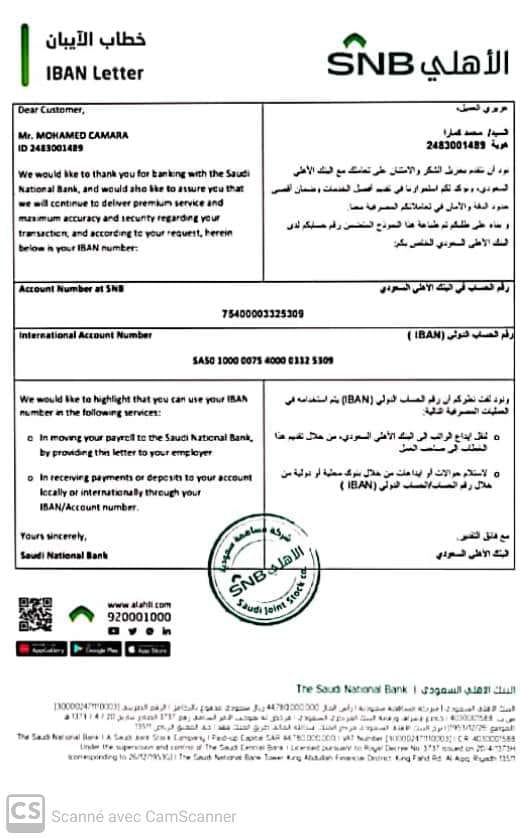 خطاب الآيبان
IBAN Letter
SNB الأهلي
Dear Customer,
Mr. MOHAMED CAMARA
ID 2483001489
We would like to thank you for banking with the Saudi
National Bank, and would also like to assure you that
we will continue to deliver premium service and
maximum accuracy and security regarding your
transaction, and according to your request, herein
below is your IBAN number:
عزيزي العميل،
السيد/ محمد كمارا
هوية 2483001489
نود أن نتقدم بجزيل الشكر والامتنان على تعاملك مع البنك الأهلي
السعودي، ونؤكد لكم استمرارنا في تقديم أفضل الخدمات وضمان أقصى
حدود الدقة والأمان في تعاملاتكم المصرفية معنا.
و بناء على طلبكم تم طباعة هذا النموذج المتضمن رقم حسابكم لدى
البنك الأهلي السعودي الخاص بكم:
Account Number at SNB
رقم الحساب في البنك الأهلي السعودي
75400003325309
International Account Number
رقم الحساب الدولي (IBAN )
SA50 1000 0075 4000 0332 5309
We would like to highlight that you can use your IBAN
number in the following services:
o In moving your payroll to the Saudi National Bank,
by providing this letter to your employer
o In receiving payments or deposits to your account
locally or internationally through your
IBAN/Account number.
ونود لفت نظركم أن رقم الحساب الدولي (IBAN) يتم استخدامه في
العمليات المصرفية التالية:
o لنقل إيداع الراتب الى البنك الأهلي السعودي، من خلال تقديم هذا
الخطاب الى صاحب العمل
o لاستلام حوالات أو ايداعات من خلال بنوك محلية أو دولية من
خلال رقم الحساب/الحساب الدولي (IBAN )
Yours sincerely,
Saudi National Bank
مع فائق التقدير،
البنك الأهلي السعودي
شركة مساهمة سعودية
SNB الأهلي
Saudi Joint Stock Co.
www.alahli.com
920001000
AppGallery
Google Play
App Store
The Saudi National Bank | البنك الأهلي السعودي
The Saudi National Bank | A Saudi Joint Stock Company | Paid-up Capital SAR 44,780,000,000 | VAT Number
Under the supervision and control of The Saudi Central Bank | Licensed pursuant to Royal Decree No. 3737 issued on 20/4/1373H
(corresponding to 26/12/1953G) | The Saudi National Bank Tower King Abdullah Financial District, King Fahd Rd. Al Aqiq, Riyadh
CS Scanné avec CamScanner